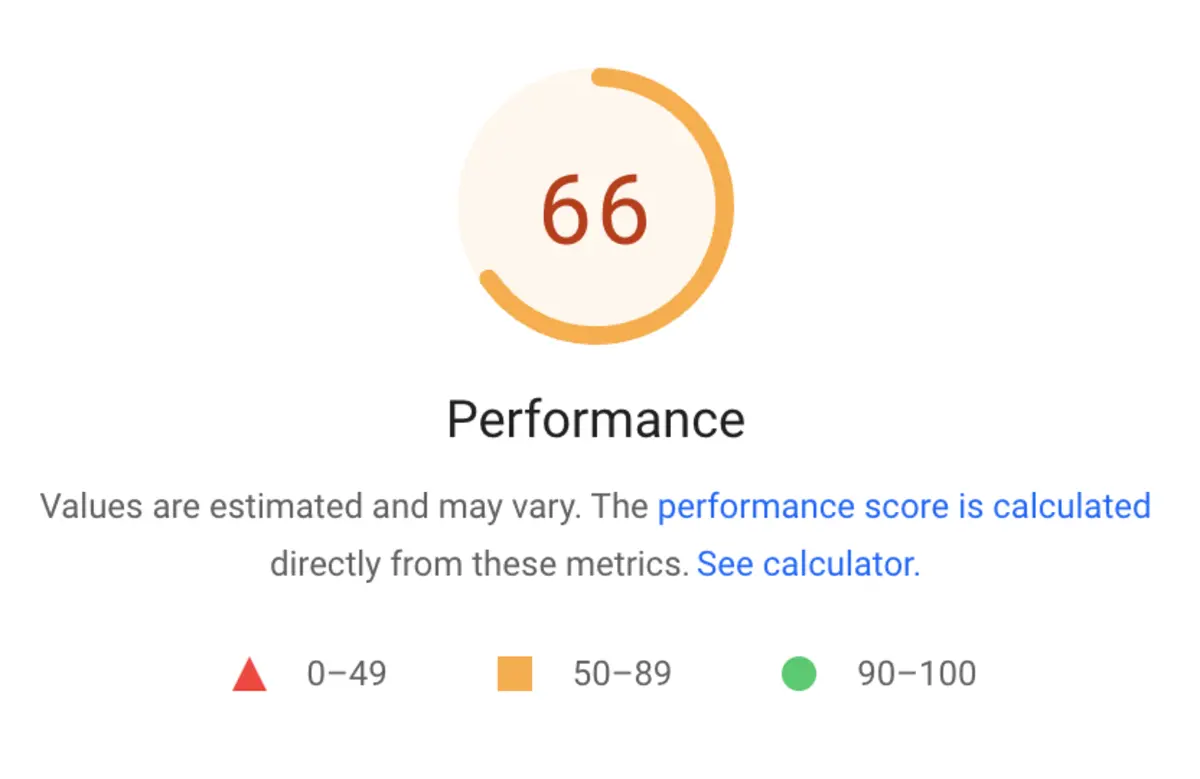 66
Performance
Values are estimated and may vary. The performance score is calculated
directly from these metrics. See calculator.
0–49 50–89 90–100